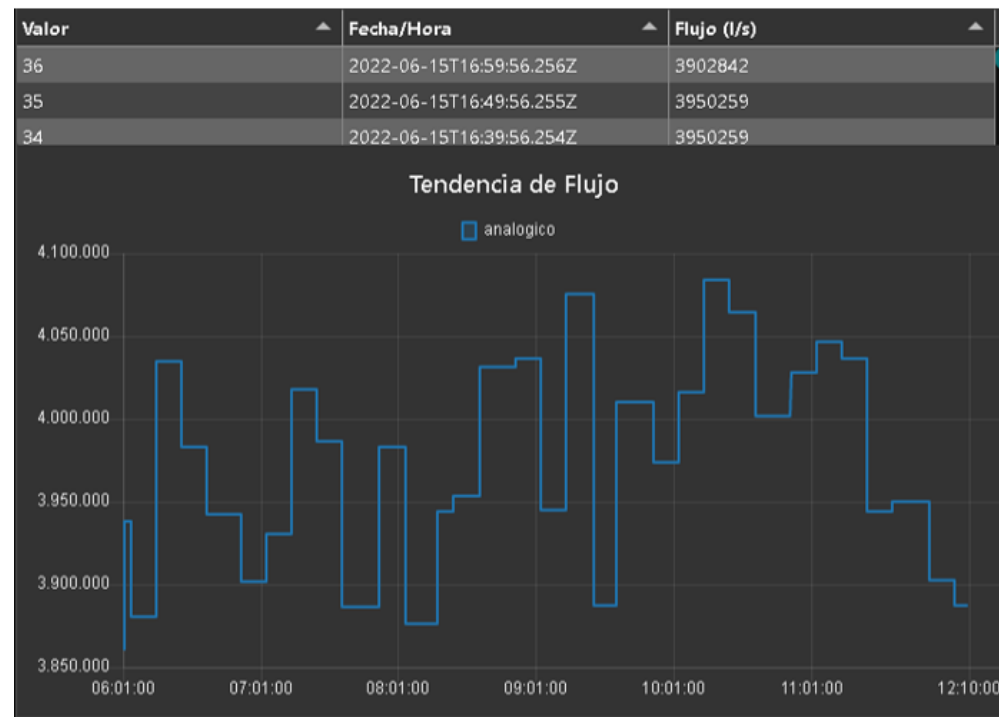 Valor Fecha/Hora Flujo (l/s)
36 2022-06-15T16:59:56.256Z 3902842
35 2022-06-15T16:49:56.255Z 3950259
34 2022-06-15T16:39:56.254Z 3950259
Tendencia de Flujo
analogico
4.100.000
4.050.000
4.000.000
3.950.000
3.900.000
3.850.000
06:01:00 07:01:00 08:01:00 09:01:00 10:01:00 11:01:00 12:10:00